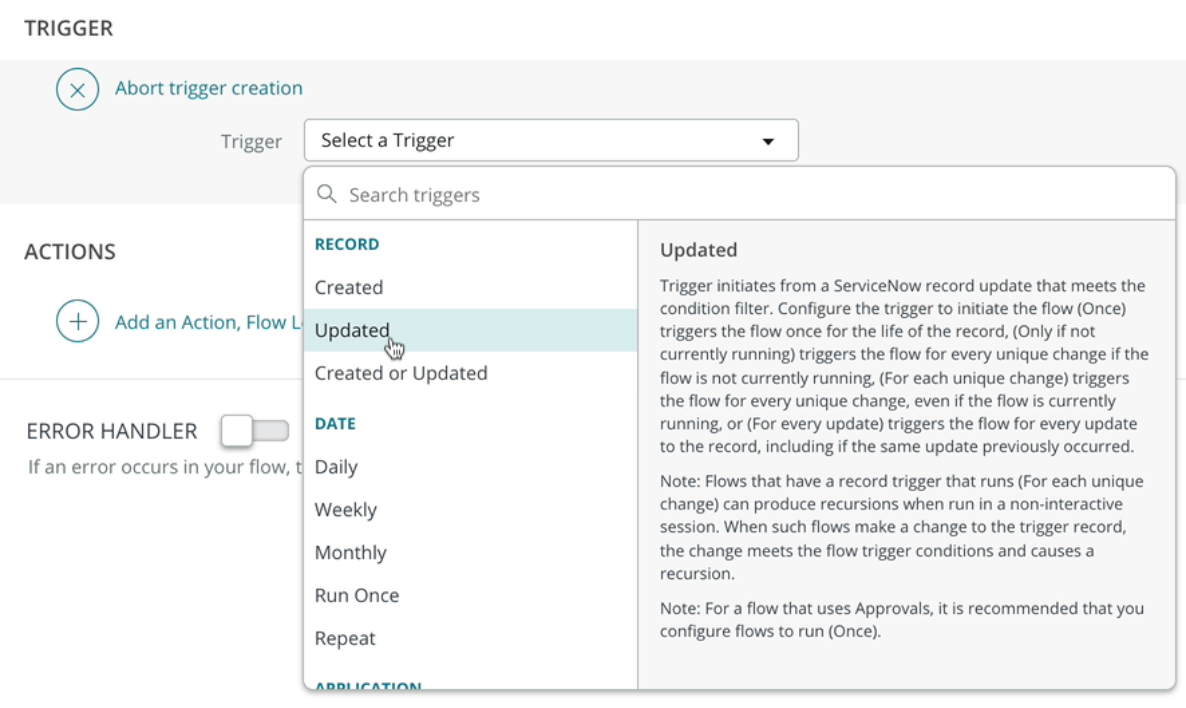 TRIGGER
Abort trigger creation
Trigger
Select a Trigger
Search triggers
RECORD
Created
Updated
Created or Updated
DATE
Daily
Weekly
Monthly
Run Once
Repeat
APPLICATION
Updated
Trigger initiates from a ServiceNow record update that meets the
condition filter. Configure the trigger to initiate the flow (Once)
triggers the flow once for the life of the record, (Only if not
currently running) triggers the flow for every unique change if the
flow is not currently running, (For each unique change) triggers
the flow for every unique change, even if the flow is currently
running, or (For every update) triggers the flow for every update
to the record, including if the same update previously occurred.
Note: Flows that have a record trigger that runs (For each unique
change) can produce recursions when run in a non-interactive
session. When such flows make a change to the trigger record,
the change meets the flow trigger conditions and causes a
recursion.
Note: For a flow that uses Approvals, it is recommended that you
configure flows to run (Once).
ACTIONS
Add an Action, Flow L
ERROR HANDLER
If an error occurs in your flow, t